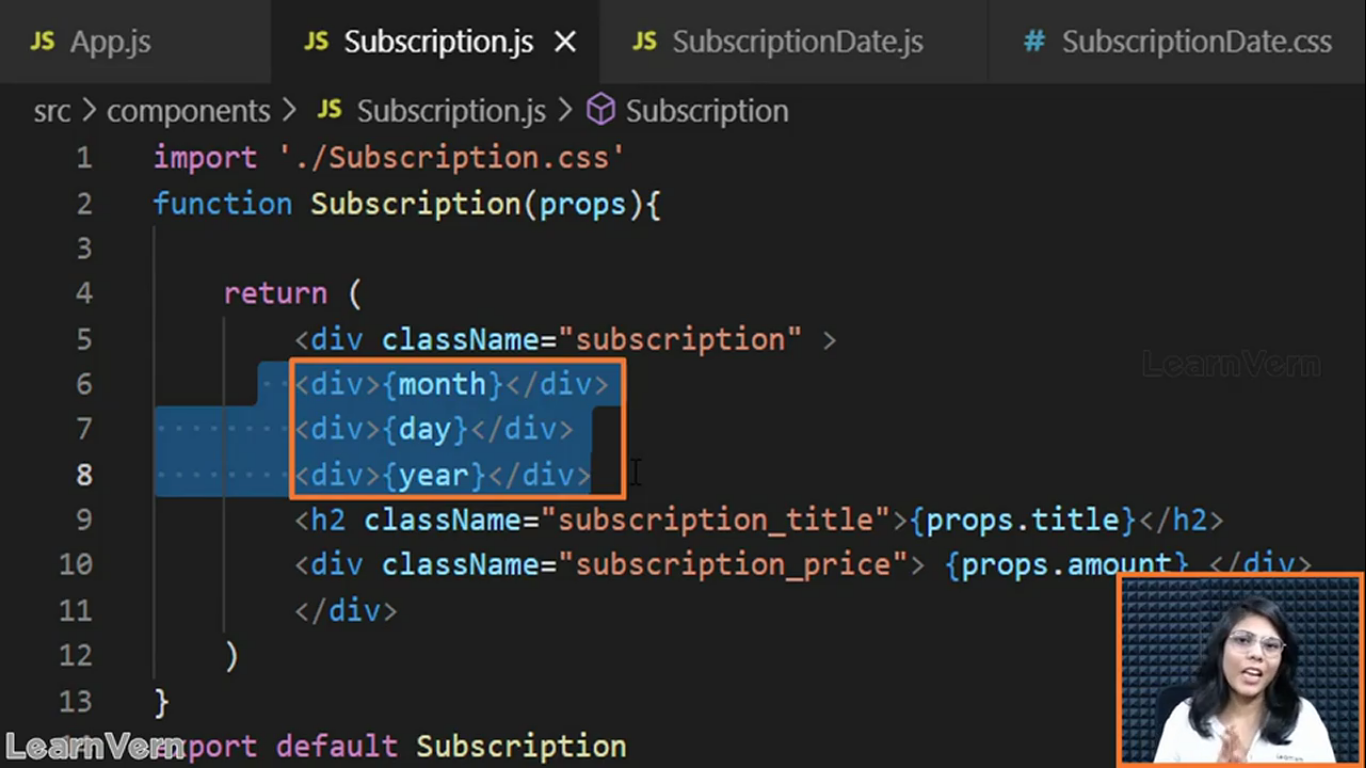 JS App.js JS Subscription.js × JS SubscriptionDate.js # SubscriptionDate.css
src > components > JS Subscription.js > Subscription
1 import './Subscription.css'
2 function Subscription(props){
3
4 return (
5 <div className="subscription" >
6 <div>{month}</div>
7 <div>{day}</div>
8 <div>{year}</div>
9 <h2 className="subscription_title">{props.title}</h2>
10 <div className="subscription_price"> {props.amount} </div>
11 </div>
12 )
13 }
export default Subscription
LearnVern
LearnVern